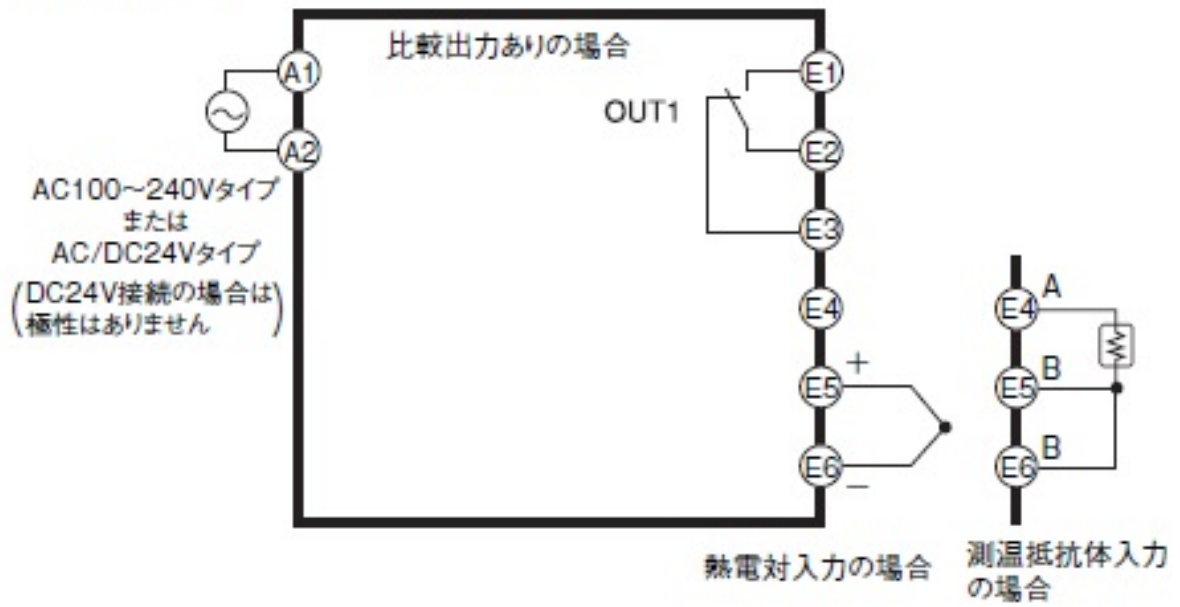 比較出力ありの場合
A1
A2
AC100～240Vタイプ
または
AC/DC24Vタイプ
(DC24V接続の場合は
極性はありません)
OUT1
E1
E2
E3
E4
E5
+
E6
−
熱電対入力の場合
E4
A
E5
B
E6
B
測温抵抗体入力
の場合